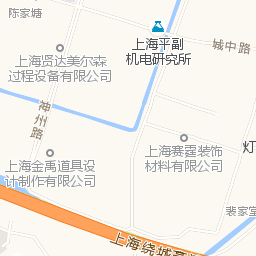 陈家塘
上海平副
机电研究所
城中路
上海贤达美尔森
过程设备有限公司
神州路
上海赛霆装饰
材料有限公司
灯
上海金禹道具设
计制作有限公司
裴家堂
上海绕城高